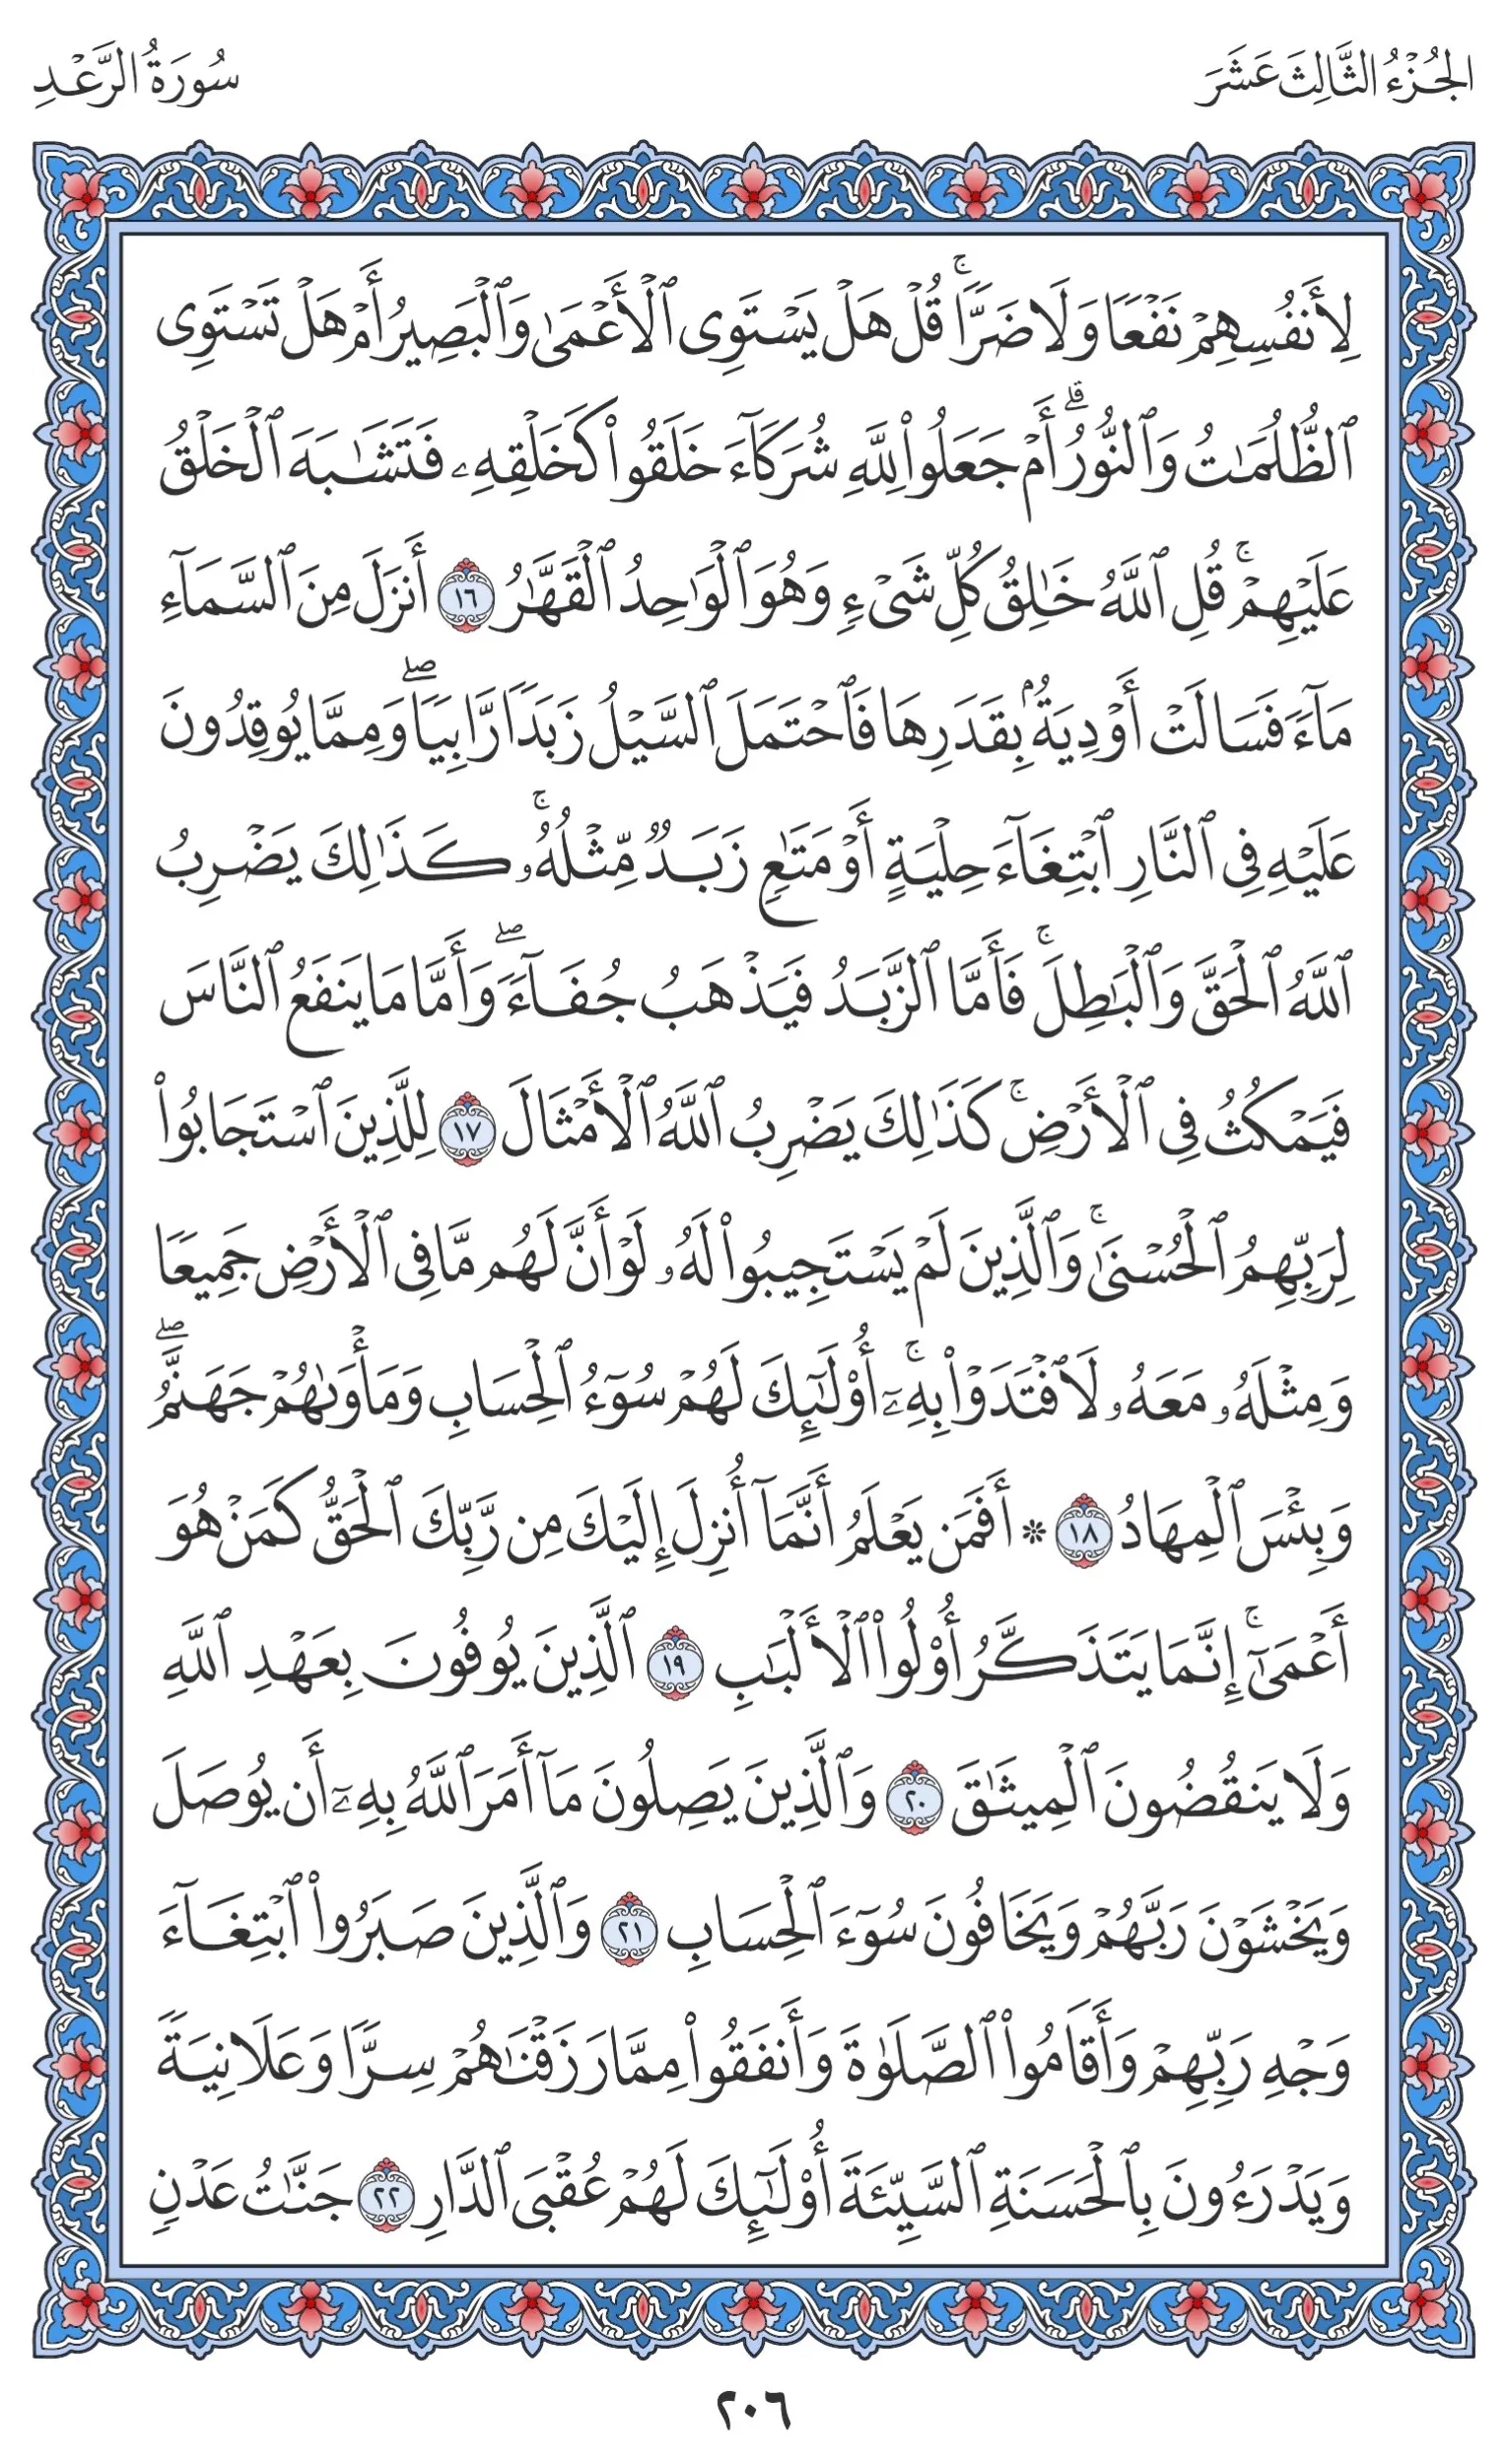 الجُزْءُ الثَّالِثَ عَشَرَ
سُورَةُ الرَّعْدِ
لِأَنفُسِهِمْ نَفْعًا وَلَا ضَرًّا ۚ قُلْ هَلْ يَسْتَوِى ٱلْأَعْمَىٰ وَٱلْبَصِيرُ أَمْ هَلْ تَسْتَوِى
ٱلظُّلُمَـٰتُ وَٱلنُّورُ ۗ أَمْ جَعَلُوا۟ لِلَّهِ شُرَكَآءَ خَلَقُوا۟ كَخَلْقِهِۦ فَتَشَـٰبَهَ ٱلْخَلْقُ
عَلَيْهِمْ ۚ قُلِ ٱللَّهُ خَـٰلِقُ كُلِّ شَىْءٍ وَهُوَ ٱلْوَٰحِدُ ٱلْقَهَّـٰرُ ١٦ أَنزَلَ مِنَ ٱلسَّمَآءِ
مَآءً فَسَالَتْ أَوْدِيَةٌۢ بِقَدَرِهَا فَٱحْتَمَلَ ٱلسَّيْلُ زَبَدًا رَّابِيًا ۖ وَمِمَّا يُوقِدُونَ
عَلَيْهِ فِى ٱلنَّارِ ٱبْتِغَآءَ حِلْيَةٍ أَوْ مَتَـٰعٍ زَبَدٌ مِّثْلُهُۥ ۚ كَذَٰلِكَ يَضْرِبُ
ٱللَّهُ ٱلْحَقَّ وَٱلْبَـٰطِلَ ۚ فَأَمَّا ٱلزَّبَدُ فَيَذْهَبُ جُفَآءً ۖ وَأَمَّا مَا يَنفَعُ ٱلنَّاسَ
فَيَمْكُثُ فِى ٱلْأَرْضِ ۚ كَذَٰلِكَ يَضْرِبُ ٱللَّهُ ٱلْأَمْثَالَ ١٧ لِلَّذِينَ ٱسْتَجَابُوا۟
لِرَبِّهِمُ ٱلْحُسْنَىٰ ۚ وَٱلَّذِينَ لَمْ يَسْتَجِيبُوا۟ لَهُۥ لَوْ أَنَّ لَهُم مَّا فِى ٱلْأَرْضِ جَمِيعًا
وَمِثْلَهُۥ مَعَهُۥ لَٱفْتَدَوْا۟ بِهِۦٓ ۚ أُو۟لَـٰٓئِكَ لَهُمْ سُوٓءُ ٱلْحِسَابِ وَمَأْوَىٰهُمْ جَهَنَّمُ ۖ
وَبِئْسَ ٱلْمِهَادُ ١٨ ۞ أَفَمَن يَعْلَمُ أَنَّمَآ أُنزِلَ إِلَيْكَ مِن رَّبِّكَ ٱلْحَقُّ كَمَنْ هُوَ
أَعْمَىٰٓ ۚ إِنَّمَا يَتَذَكَّرُ أُو۟لُوا۟ ٱلْأَلْبَـٰبِ ١٩ ٱلَّذِينَ يُوفُونَ بِعَهْدِ ٱللَّهِ
وَلَا يَنقُضُونَ ٱلْمِيثَـٰقَ ٢٠ وَٱلَّذِينَ يَصِلُونَ مَآ أَمَرَ ٱللَّهُ بِهِۦٓ أَن يُوصَلَ
وَيَخْشَوْنَ رَبَّهُمْ وَيَخَافُونَ سُوٓءَ ٱلْحِسَابِ ٢١ وَٱلَّذِينَ صَبَرُوا۟ ٱبْتِغَآءَ
وَجْهِ رَبِّهِمْ وَأَقَامُوا۟ ٱلصَّلَوٰةَ وَأَنفَقُوا۟ مِمَّا رَزَقْنَـٰهُمْ سِرًّا وَعَلَانِيَةً
وَيَدْرَءُونَ بِٱلْحَسَنَةِ ٱلسَّيِّئَةَ أُو۟لَـٰٓئِكَ لَهُمْ عُقْبَى ٱلدَّارِ ٢٢ جَنَّـٰتُ عَدْنٍ
٢٠٦